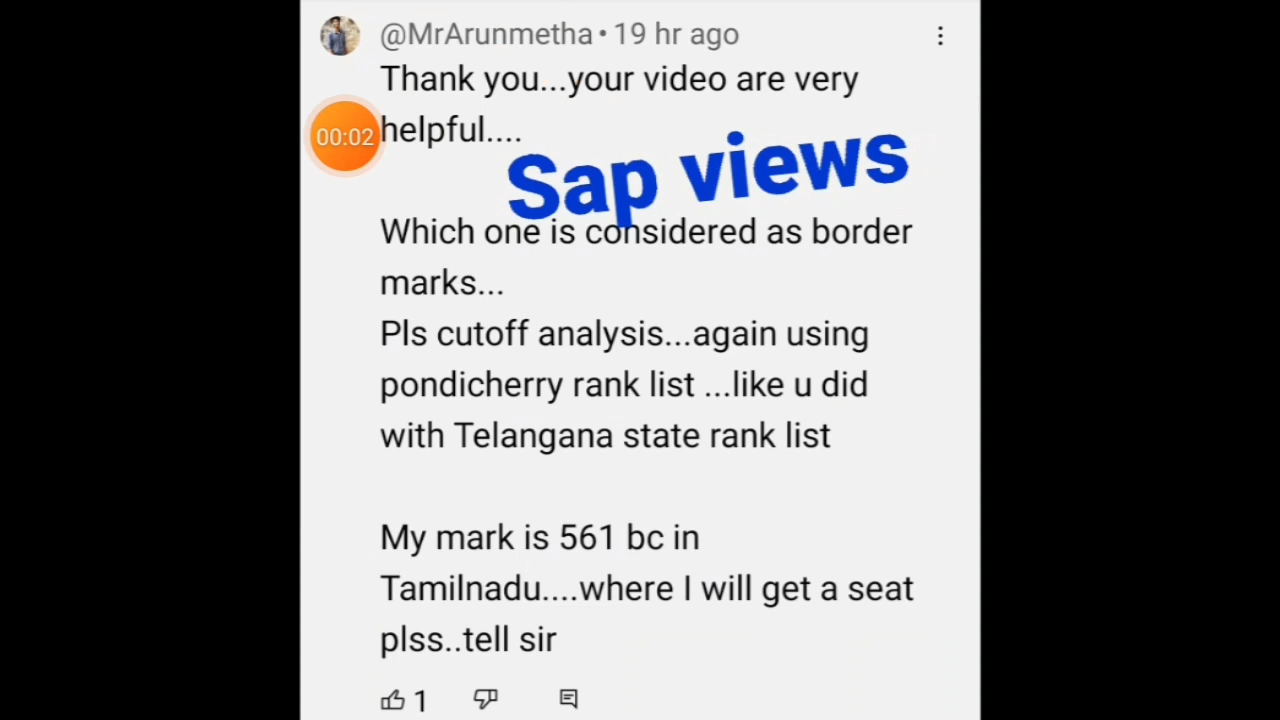 @MrArunmetha • 19 hr ago
Thank you...your video are very
00:02
helpful....
Sap views
Which one is considered as border
marks...
Pls cutoff analysis...again using
pondicherry rank list ...like u did
with Telangana state rank list
My mark is 561 bc in
Tamilnadu....where I will get a seat
plss..tell sir
1